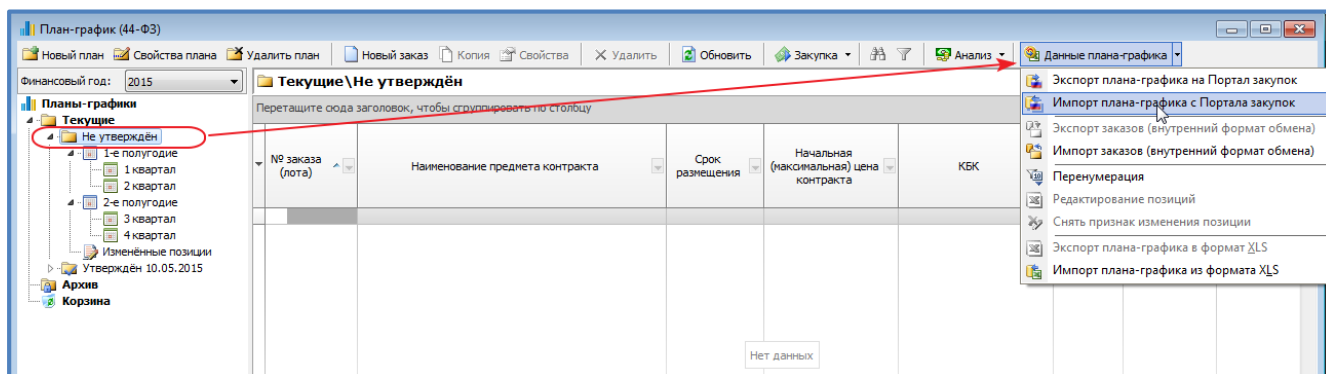 План-график (44-ФЗ)
Новый план Свойства плана Удалить план Новый заказ Копия Свойства Удалить Обновить Закупка Анализ Данные плана-графика
Финансовый год: 2015
Текущие\Не утверждён
Перетащите сюда заголовок, чтобы сгруппировать по столбцу
Планы-графики
Текущие
Не утверждён
1-е полугодие
1 квартал
2 квартал
2-е полугодие
3 квартал
4 квартал
Изменённые позиции
Утверждён 10.05.2015
Архив
Корзина
№ заказа (лота)
Наименование предмета контракта
Срок размещения
Начальная (максимальная) цена контракта
КБК
Нет данных
Экспорт плана-графика на Портал закупок
Импорт плана-графика с Портала закупок
Экспорт заказов (внутренний формат обмена)
Импорт заказов (внутренний формат обмена)
Перенумерация
Редактирование позиций
Снять признак изменения позиции
Экспорт плана-графика в формат XLS
Импорт плана-графика из формата XLS